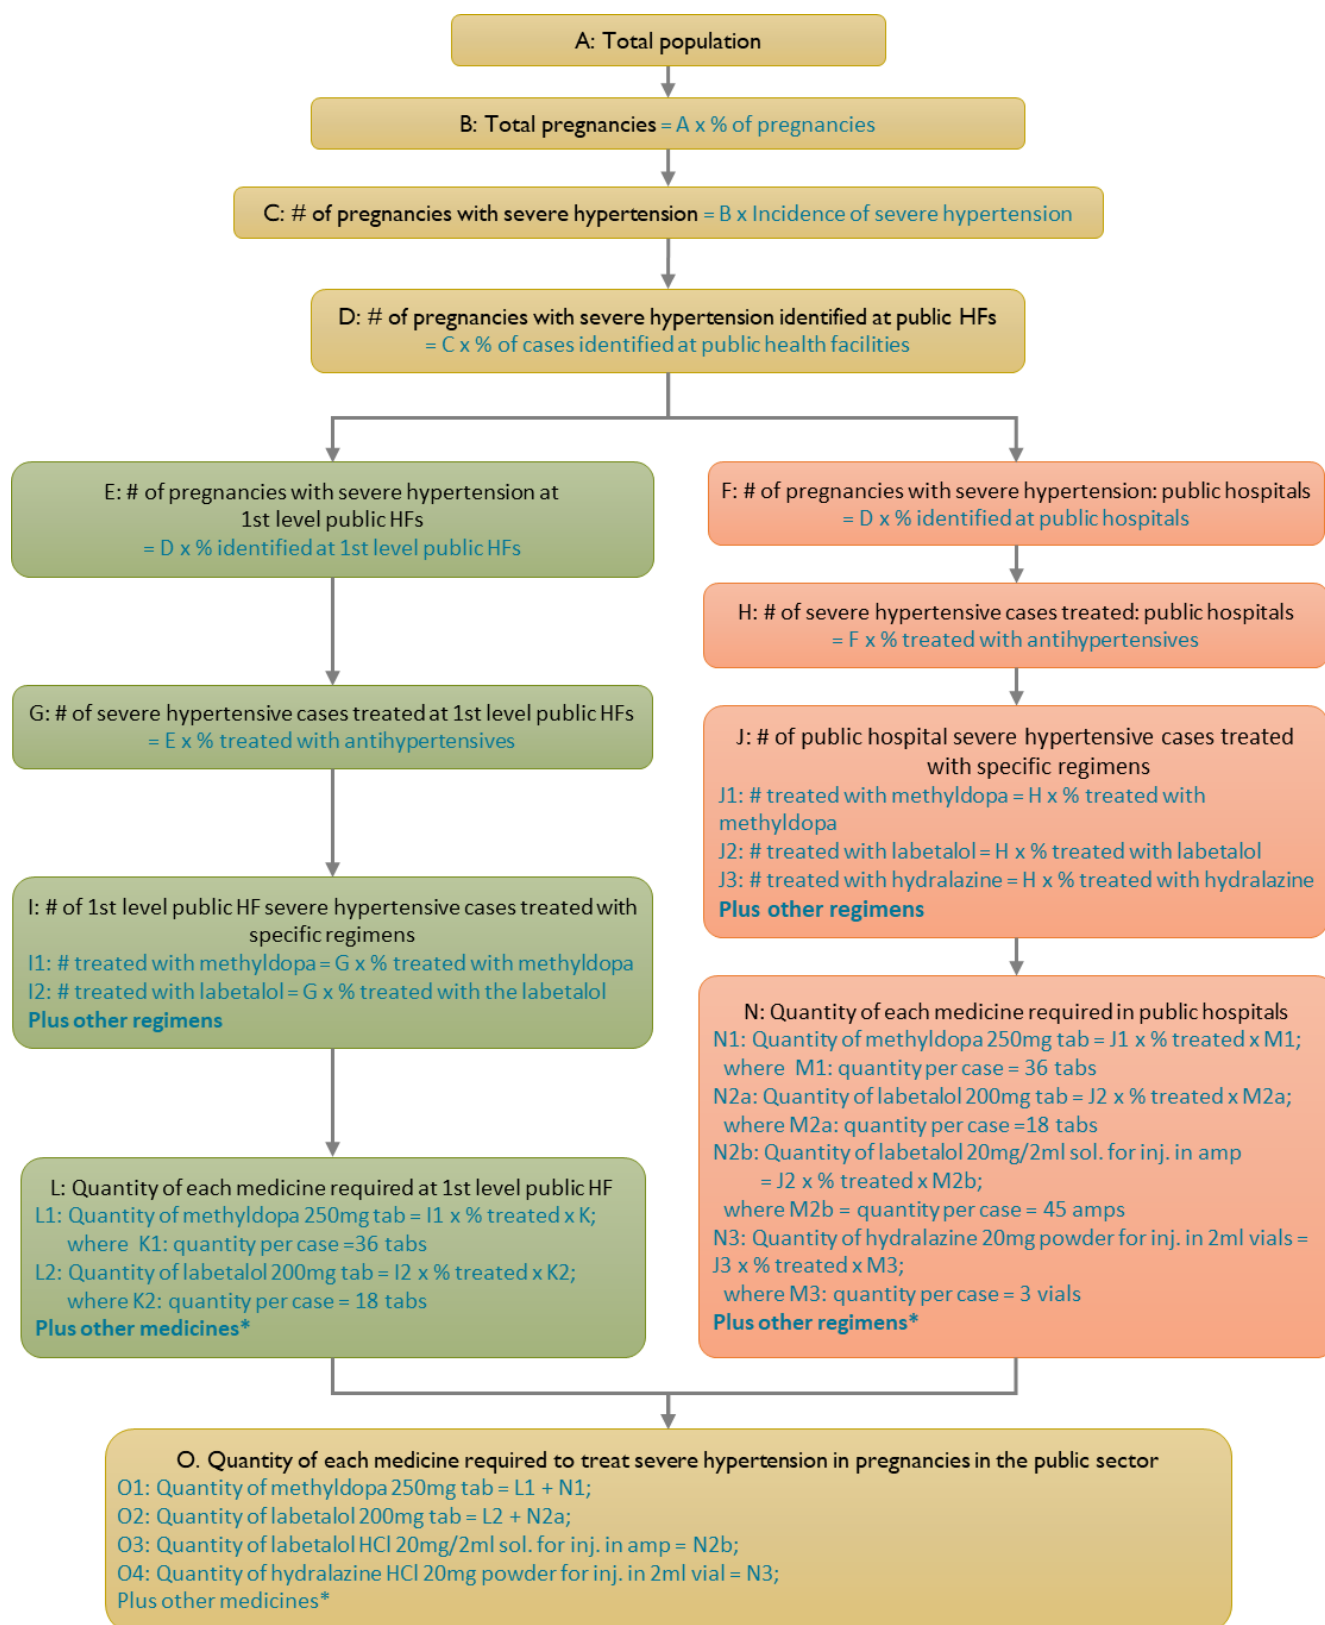 A: Total population
B: Total pregnancies = A x % of pregnancies
C: # of pregnancies with severe hypertension = B x Incidence of severe hypertension
D: # of pregnancies with severe hypertension identified at public HFs
= C x % of cases identified at public health facilities
E: # of pregnancies with severe hypertension at
1st level public HFs
= D x % identified at 1st level public HFs
F: # of pregnancies with severe hypertension: public hospitals
= D x % identified at public hospitals
H: # of severe hypertensive cases treated: public hospitals
= F x % treated with antihypertensives
G: # of severe hypertensive cases treated at 1st level public HFs
= E x % treated with antihypertensives
J: # of public hospital severe hypertensive cases treated
with specific regimens
J1: # treated with methyldopa = H x % treated with
methyldopa
J2: # treated with labetalol = H x % treated with labetalol
J3: # treated with hydralazine = H x % treated with hydralazine
Plus other regimens
I: # of 1st level public HF severe hypertensive cases treated with
specific regimens
I1: # treated with methyldopa = G x % treated with methyldopa
I2: # treated with labetalol = G x % treated with the labetalol
Plus other regimens
N: Quantity of each medicine required in public hospitals
N1: Quantity of methyldopa 250mg tab = J1 x % treated x M1;
where M1: quantity per case = 36 tabs
N2a: Quantity of labetalol 200mg tab = J2 x % treated x M2a;
where M2a: quantity per case =18 tabs
N2b: Quantity of labetalol 20mg/2ml sol. for inj. in amp
= J2 x % treated x M2b;
where M2b = quantity per case = 45 amps
N3: Quantity of hydralazine 20mg powder for inj. in 2ml vials =
J3 x % treated x M3;
where M3: quantity per case = 3 vials
Plus other regimens*
L: Quantity of each medicine required at 1st level public HF
L1: Quantity of methyldopa 250mg tab = I1 x % treated x K;
where K1: quantity per case =36 tabs
L2: Quantity of labetalol 200mg tab = I2 x % treated x K2;
where K2: quantity per case = 18 tabs
Plus other medicines*
O. Quantity of each medicine required to treat severe hypertension in pregnancies in the public sector
O1: Quantity of methyldopa 250mg tab = L1 + N1;
O2: Quantity of labetalol 200mg tab = L2 + N2a;
O3: Quantity of labetalol HCl 20mg/2ml sol. for inj. in amp = N2b;
O4: Quantity of hydralazine HCl 20mg powder for inj. in 2ml vial = N3;
Plus other medicines*